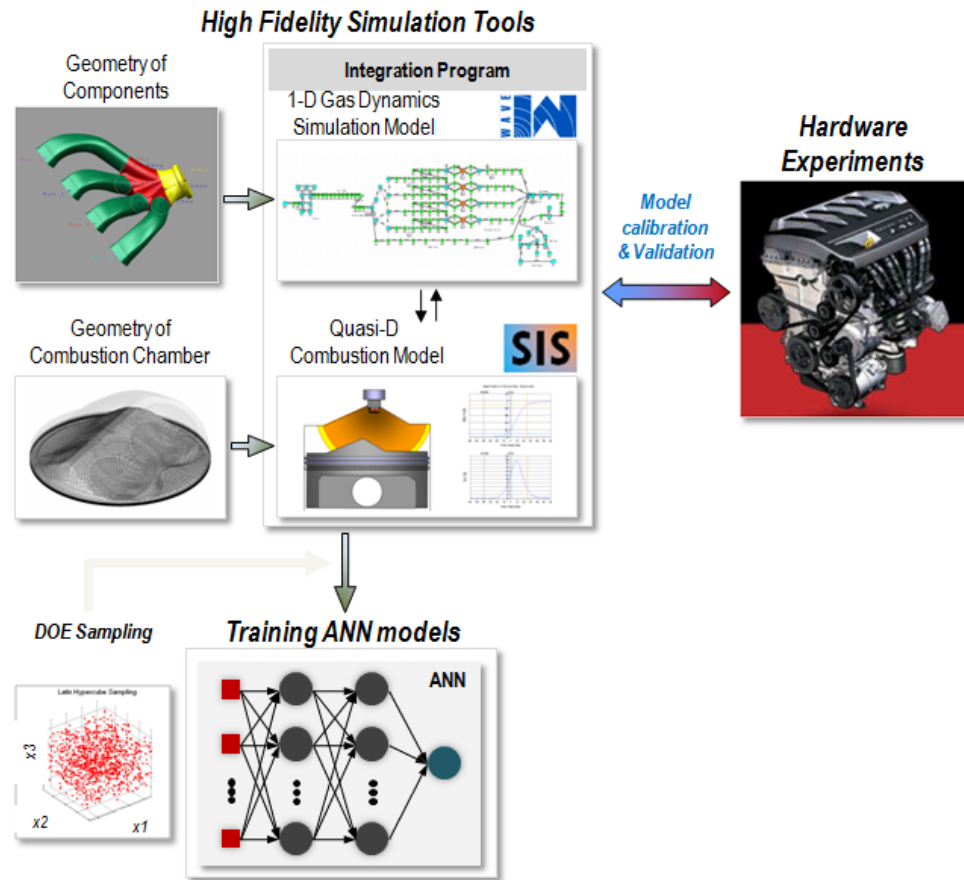 High Fidelity Simulation Tools
Geometry of
Components
Integration Program
1-D Gas Dynamics
Simulation Model
WAVE
Hardware
Experiments
Model
calibration
& Validation
Geometry of
Combustion Chamber
Quasi-D
Combustion Model
SIS
DOE Sampling
Training ANN models
ANN
Latin Hypercube Sampling
x3
x2
x1